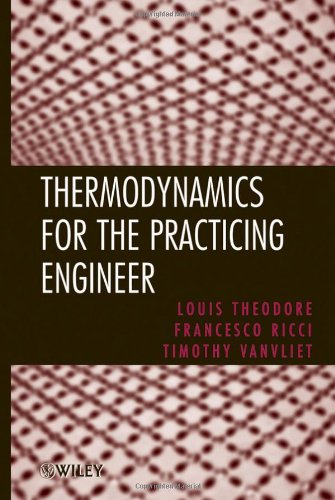 THERMODYNAMICS
FOR THE PRACTICING
ENGINEER
LOUIS THEODORE
FRANCESCO RICCI
TIMOTHY VANVLIET
WILEY